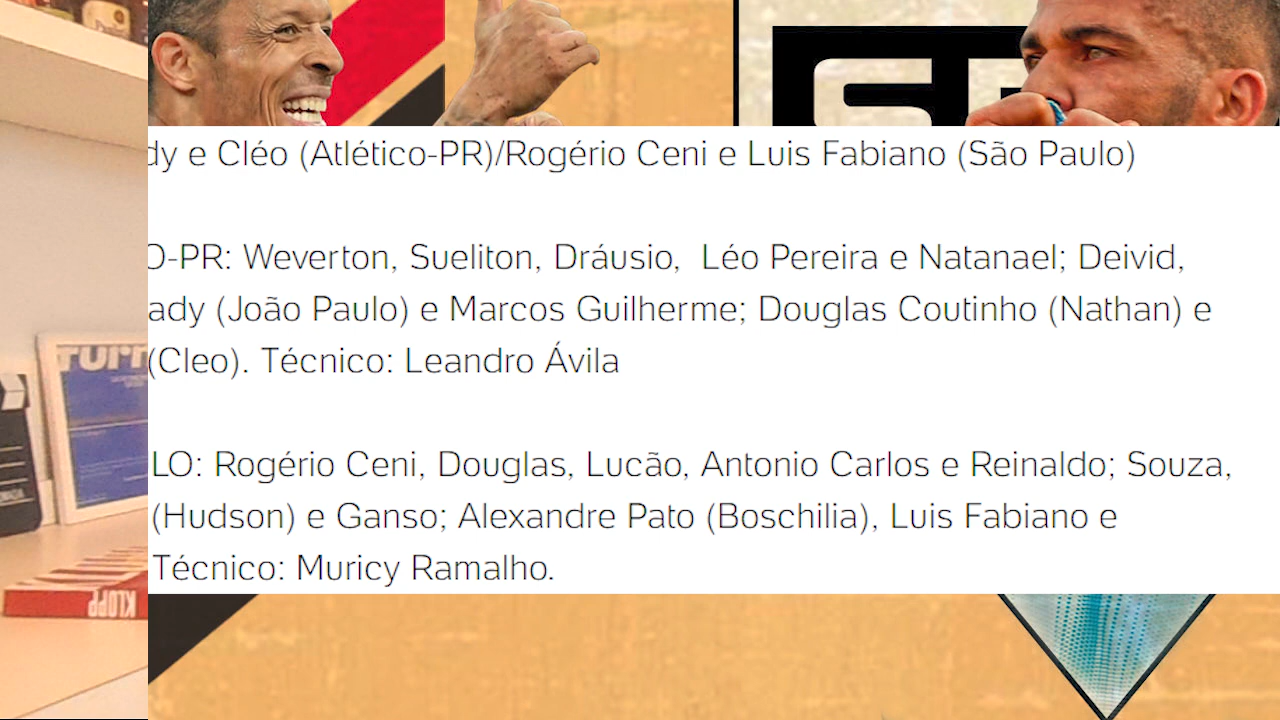 dy e Cléo (Atlético-PR)/Rogério Ceni e Luis Fabiano (São Paulo)
O-PR: Weverton, Sueliton, Dráusio, Léo Pereira e Natanael; Deivid,
ady (João Paulo) e Marcos Guilherme; Douglas Coutinho (Nathan) e
(Cleo). Técnico: Leandro Ávila
LO: Rogério Ceni, Douglas, Lucão, Antonio Carlos e Reinaldo; Souza,
(Hudson) e Ganso; Alexandre Pato (Boschilia), Luis Fabiano e
Técnico: Muricy Ramalho.
KLOPP